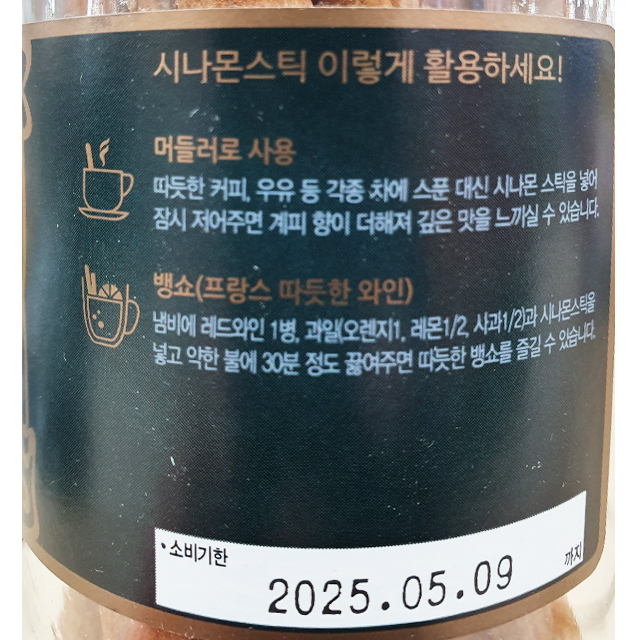 시나몬스틱 이렇게 활용하세요!
머들러로 사용
따듯한 커피, 우유 등 각종 차에 스푼 대신 시나몬 스틱을 넣어
잠시 저어주면 계피 향이 더해져 깊은 맛을 느끼실 수 있습니다.
뱅쇼(프랑스 따듯한 와인)
냄비에 레드와인 1병, 과일(오렌지1, 레몬1/2, 사과1/2)과 시나몬스틱을
넣고 약한 불에 30분 정도 끓여주면 따듯한 뱅쇼를 즐길 수 있습니다.
• 소비기한
2025.05.09 까지